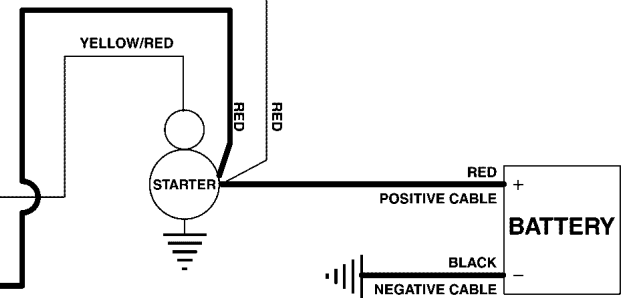 YELLOW/RED
RED
RED
STARTER
RED
+
POSITIVE CABLE
BATTERY
BLACK
−
NEGATIVE CABLE